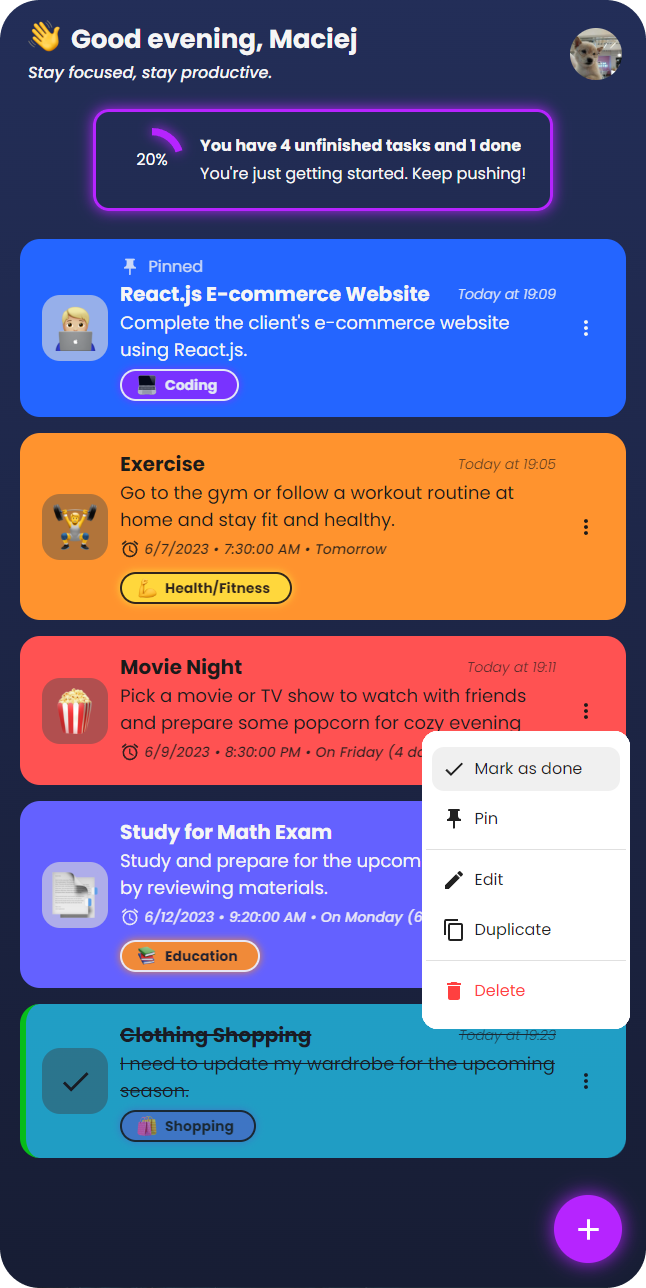 Good evening, Maciej
Stay focused, stay productive.
20%
You have 4 unfinished tasks and 1 done
You're just getting started. Keep pushing!
Pinned
React.js E-commerce Website
Today at 19:09
Complete the client's e-commerce website
using React.js.
Coding
Exercise
Today at 19:05
Go to the gym or follow a workout routine at
home and stay fit and healthy.
6/7/2023 • 7:30:00 AM • Tomorrow
Health/Fitness
Movie Night
Today at 19:11
Pick a movie or TV show to watch with friends
and prepare some popcorn for cozy evening
6/9/2023 • 8:30:00 PM • On Friday (4
Mark as done
Pin
Edit
Duplicate
Delete
Study for Math Exam
Study and prepare for the
by reviewing materials.
6/12/2023 • 9:20:00 AM • On Monday (6
Education
Clothing Shopping
Today at 19:23
I need to update my wardrobe for the upcoming
season.
Shopping